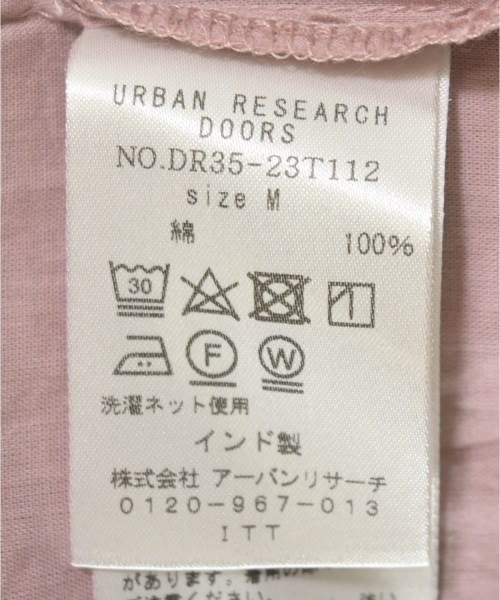 URBAN RESEARCH
DOORS
NO.DR35-23T112
size M
綿 100%
30
F W
洗濯ネット使用
インド製
株式会社 アーバンリサーチ
0120-967-013
ITT